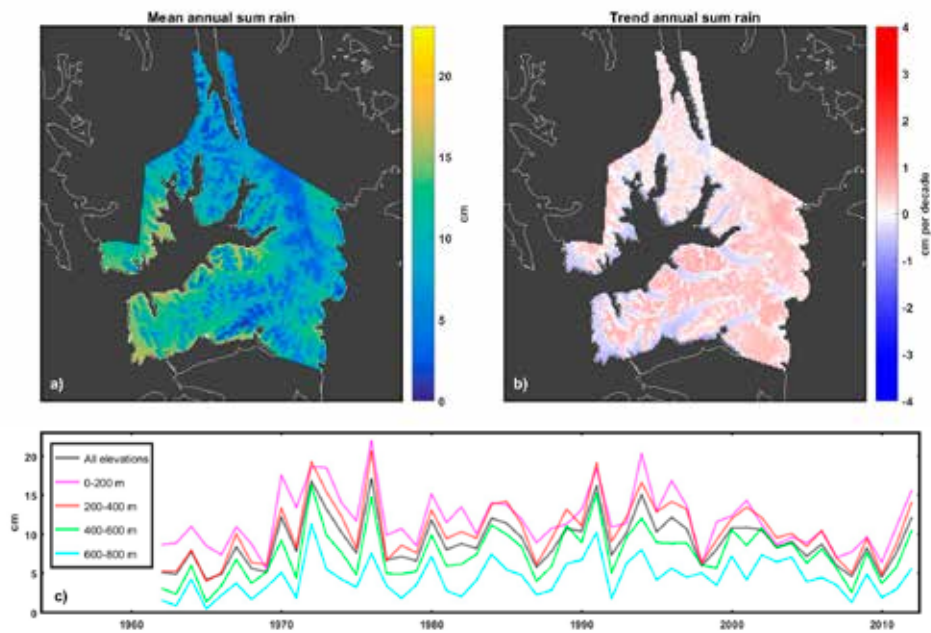 Mean annual sum rain
20
15
10
5
0
cm
a)
Trend annual sum rain
4
3
2
1
0
-1
-2
-3
-4
cm per decade
b)
20
15
10
5
0
cm
All elevations
0-200 m
200-400 m
400-600 m
600-800 m
c)
1960 1970 1980 1990 2000 2010